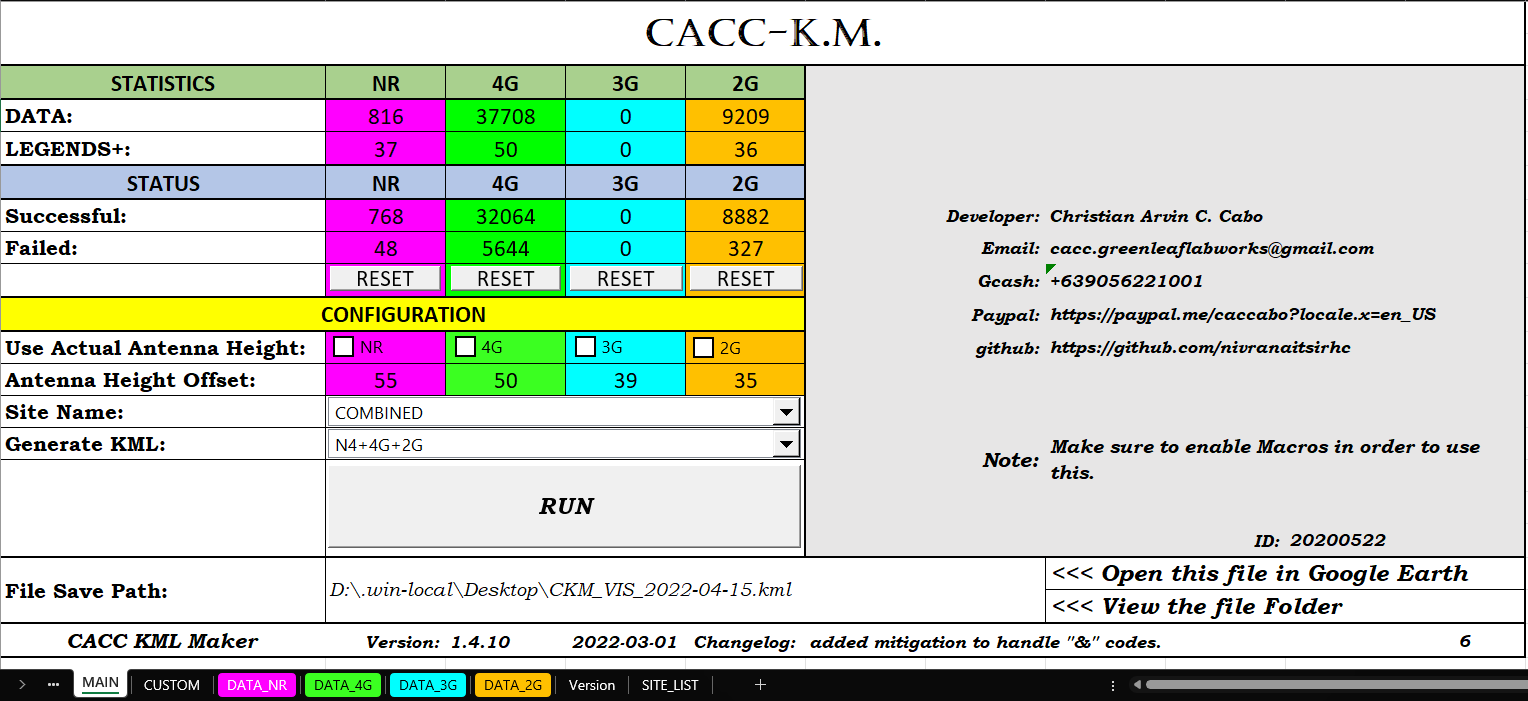 CACC-K.M.
STATISTICS NR 4G 3G 2G
DATA: 816 37708 0 9209
LEGENDS+: 37 50 0 36
STATUS NR 4G 3G 2G
Successful: 768 32064 0 8882
Failed: 48 5644 0 327
RESET RESET RESET RESET
CONFIGURATION
Use Actual Antenna Height: NR 4G 3G 2G
Antenna Height Offset: 55 50 39 35
Site Name: COMBINED
Generate KML: N4+4G+2G
RUN
Developer: Christian Arvin C. Cabo
Email: cacc.greenleaflabworks@gmail.com
Gcash: +639056221001
Paypal: https://paypal.me/caccabo?locale.x=en_US
github: https://github.com/nivranaitsirhc
Note: Make sure to enable Macros in order to use
this.
ID: 20200522
File Save Path: D:\.win-local\Desktop\CKM_VIS_2022-04-15.kml
<<< Open this file in Google Earth
<<< View the file Folder
CACC KML Maker Version: 1.4.10 2022-03-01 Changelog: added mitigation to handle "&" codes. 6
MAIN CUSTOM DATA_NR DATA_4G DATA_3G DATA_2G Version SITE_LIST